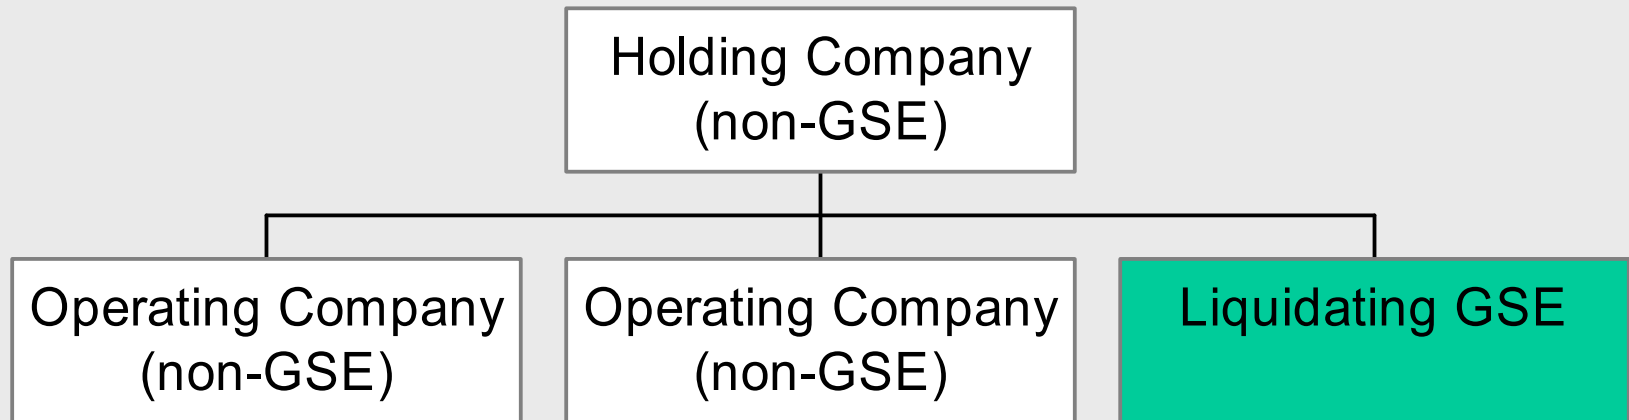 Holding Company
(non-GSE)
Operating Company
(non-GSE)
Operating Company
(non-GSE)
Liquidating GSE